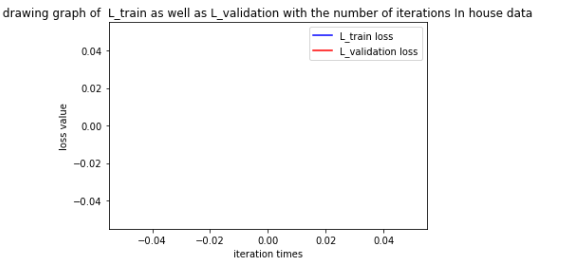 drawing graph of  L_train as well as L_validation with the number of iterations In house data
L_train loss
L_validation loss
0.04
0.02
0.00
−0.02
−0.04
loss value
−0.04 −0.02 0.00 0.02 0.04
iteration times